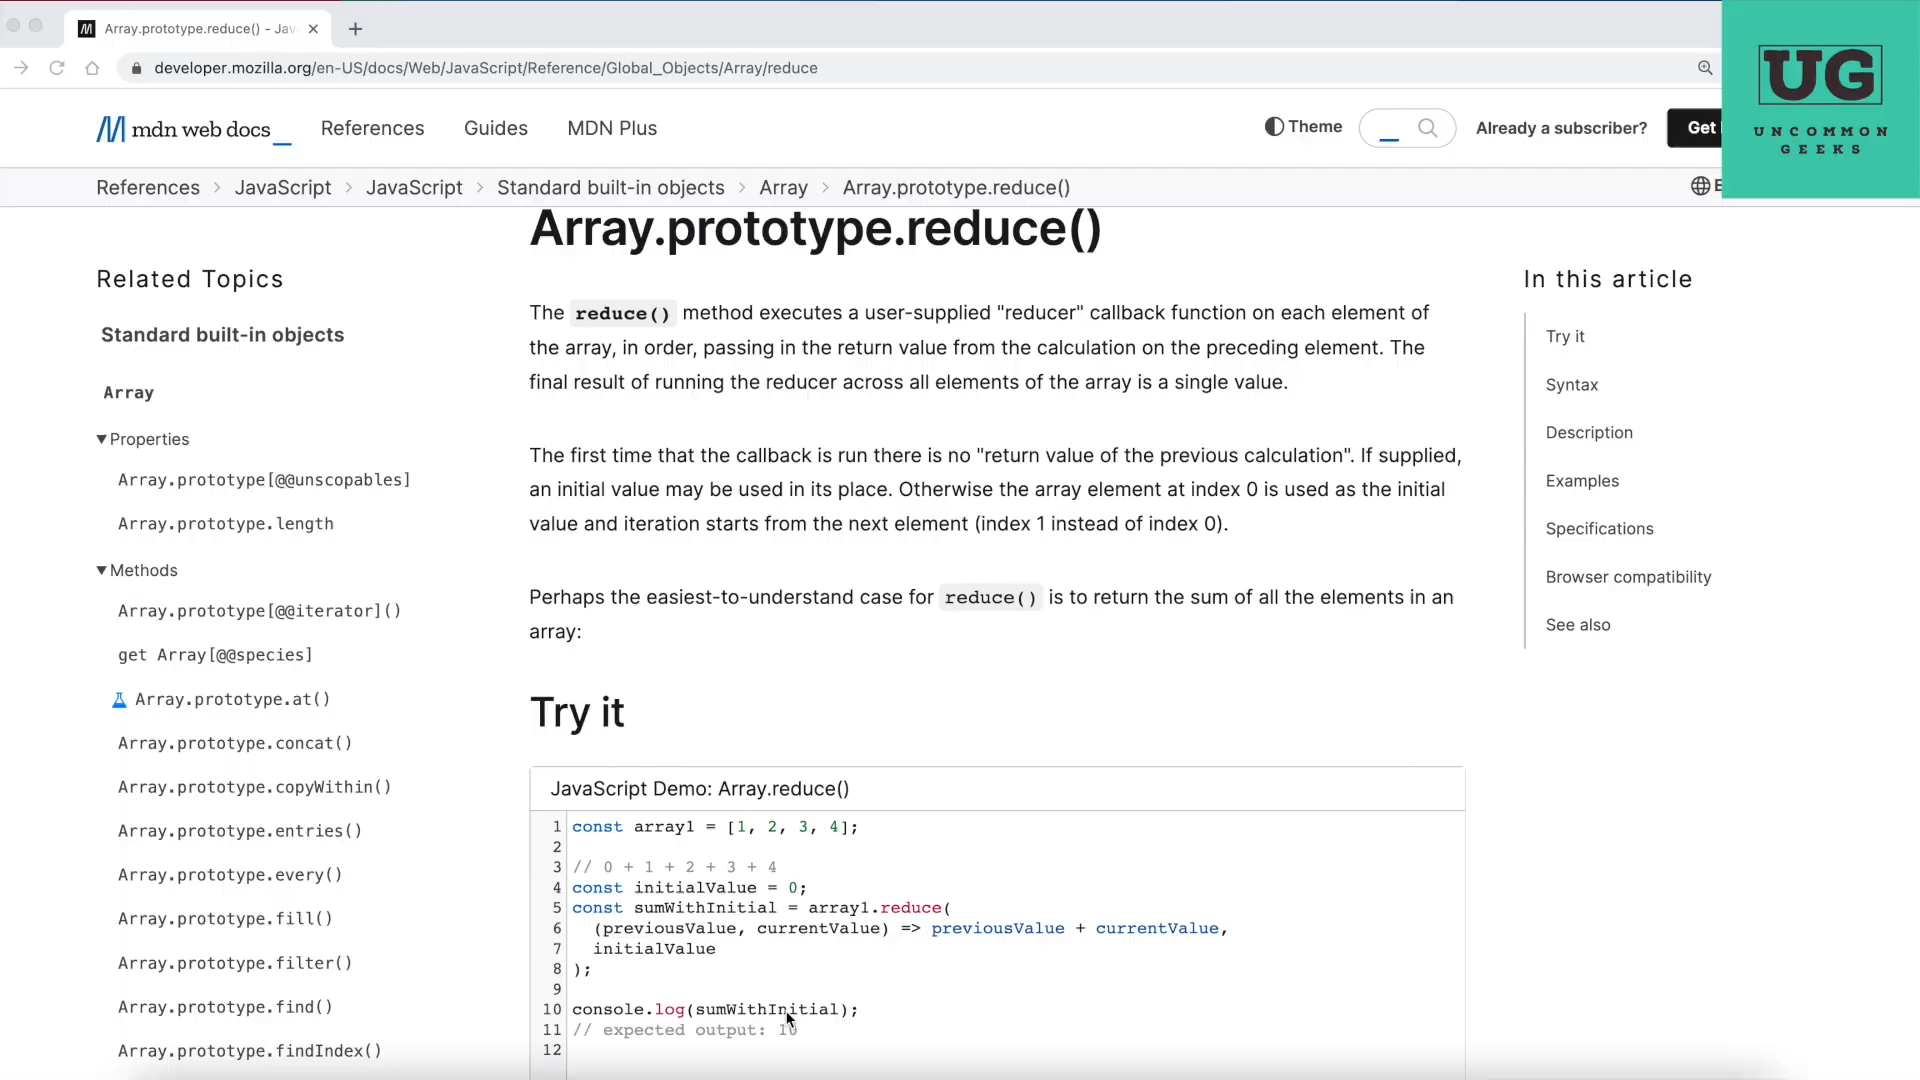 Array.prototype.reduce() - Jav
developer.mozilla.org/en-US/docs/Web/JavaScript/Reference/Global_Objects/Array/reduce
UG
UNCOMMON
GEEKS
mdn web docs
References
Guides
MDN Plus
Theme
Already a subscriber?
Get
References > JavaScript > JavaScript > Standard built-in objects > Array > Array.prototype.reduce()
Related Topics
Standard built-in objects
Array
Properties
Array.prototype[@@unscopables]
Array.prototype.length
Methods
Array.prototype[@@iterator]()
get Array[@@species]
Array.prototype.at()
Array.prototype.concat()
Array.prototype.copyWithin()
Array.prototype.entries()
Array.prototype.every()
Array.prototype.fill()
Array.prototype.filter()
Array.prototype.find()
Array.prototype.findIndex()
Array.prototype.reduce()
The reduce() method executes a user-supplied "reducer" callback function on each element of
the array, in order, passing in the return value from the calculation on the preceding element. The
final result of running the reducer across all elements of the array is a single value.
The first time that the callback is run there is no "return value of the previous calculation". If supplied,
an initial value may be used in its place. Otherwise the array element at index 0 is used as the initial
value and iteration starts from the next element (index 1 instead of index 0).
Perhaps the easiest-to-understand case for reduce() is to return the sum of all the elements in an
array:
Try it
JavaScript Demo: Array.reduce()
1 const array1 = [1, 2, 3, 4];
2
3 // 0 + 1 + 2 + 3 + 4
4 const initialValue = 0;
5 const sumWithInitial = array1.reduce(
6 (previousValue, currentValue) => previousValue + currentValue,
7 initialValue
8 );
9
10 console.log(sumWithInitial);
11 // expected output: 10
12
In this article
Try it
Syntax
Description
Examples
Specifications
Browser compatibility
See also